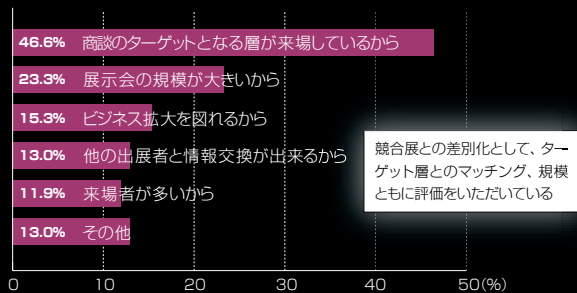 46.6% 商談のターゲットとなる層が来場しているから
23.3% 展示会の規模が大きいから
15.3% ビジネス拡大を図れるから
13.0% 他の出展者と情報交換が出来るから
11.9% 来場者が多いから
13.0% その他
競合展との差別化として、ター
ゲット層とのマッチング、規模
ともに評価をいただいている
0 10 20 30 40 50(%)